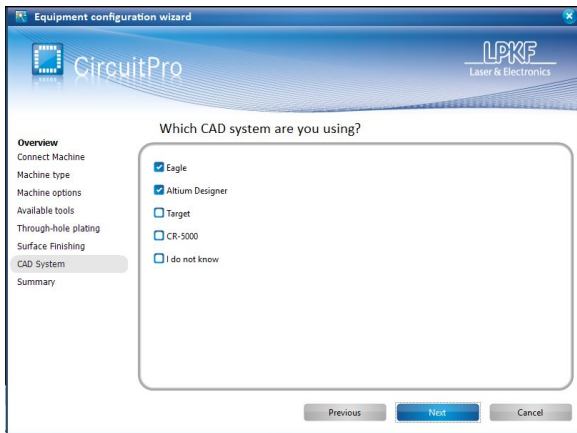 Equipment configuration wizard
CircuitPro
LPKF
Laser & Electronics
Which CAD system are you using?
Overview
Connect Machine
Machine type
Machine options
Available tools
Through-hole plating
Surface Finishing
CAD System
Summary
Eagle
Altium Designer
Target
CR-5000
I do not know
Previous
Next
Cancel